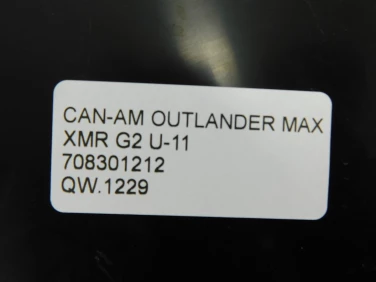 CAN-AM OUTLANDER MAX
XMR G2 U-11
708301212
QW.1229